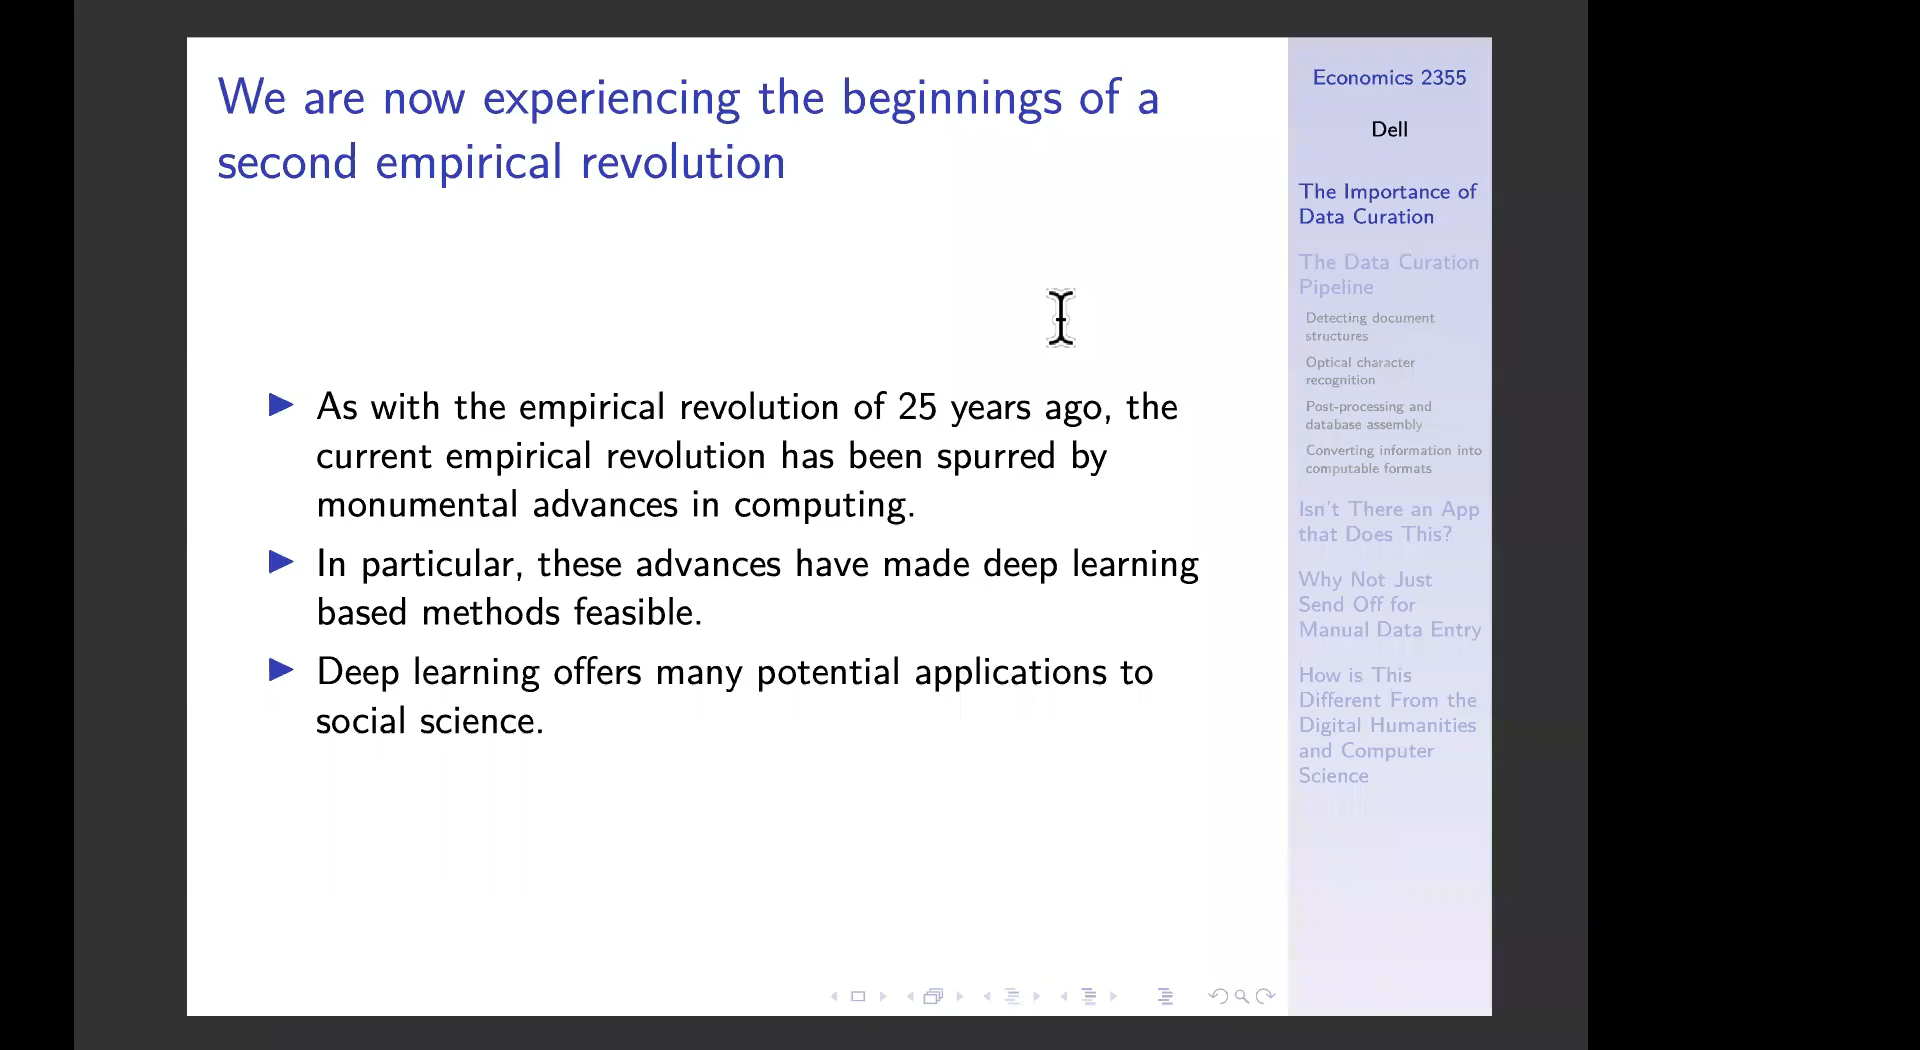 We are now experiencing the beginnings of a
second empirical revolution
As with the empirical revolution of 25 years ago, the
current empirical revolution has been spurred by
monumental advances in computing.
In particular, these advances have made deep learning
based methods feasible.
Deep learning offers many potential applications to
social science.
Economics 2355
Dell
The Importance of
Data Curation
The Data Curation
Pipeline
Detecting document
structures
Optical character
recognition
Post-processing and
database assembly
Converting information into
computable formats
Isn't There an App
that Does This?
Why Not Just
Send Off for
Manual Data Entry
How is This
Different From the
Digital Humanities
and Computer
Science